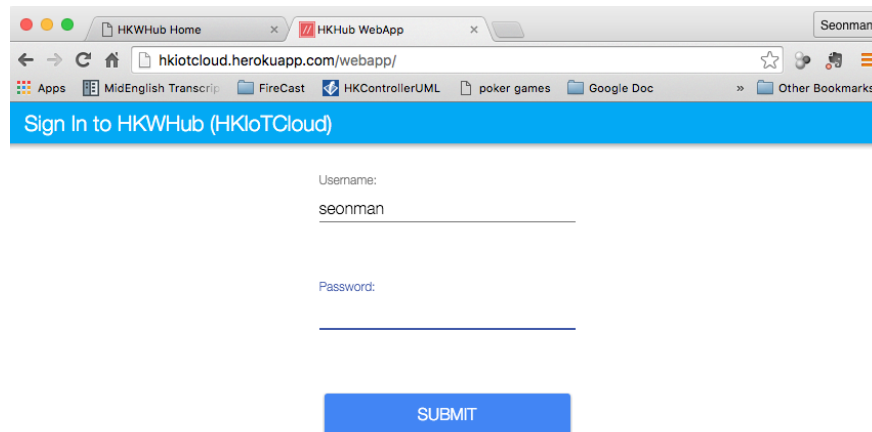 HKWHub Home
HKHub WebApp
Seonman
hkiotcloud.herokuapp.com/webapp/
Apps MidEnglish Transcrip FireCast HKControllerUML poker games Google Doc » Other Bookmarks
Sign In to HKWHub (HKIoTCloud)
Username:
seonman
Password:
SUBMIT